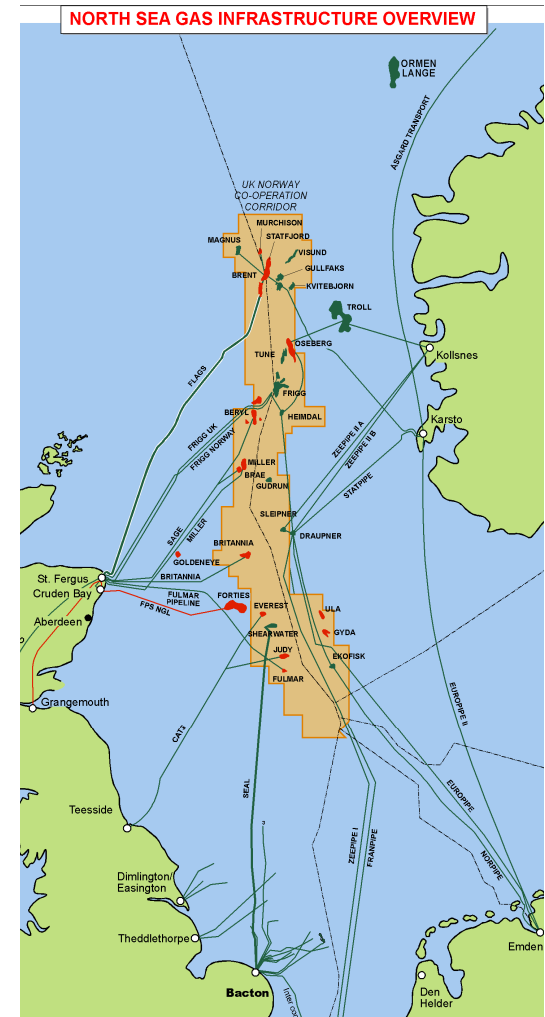 NORTH SEA GAS INFRASTRUCTURE OVERVIEW
ORMEN
LANGE
ASGARD TRANSPORT
UK NORWAY
CO-OPERATION
CORRIDOR
MURCHISON
STATFJORD
MAGNUS
VISUND
GULLFAKS
BRENT
KVITEBJORN
TROLL
OSEBERG
TUNE
Kollsnes
FLAGS
FRIGG
BERYL
HEIMDAL
Karsto
FRIGG UK
FRIGG NORWAY
ZEEPIPE II A
ZEEPIPE II B
MILLER
BRAE
GUDRUN
STATPIPE
SLEIPNER
SAGE
MILLER
DRAUPNER
BRITANNIA
GOLDENEYE
St. Fergus
BRITANNIA
Cruden Bay
FULMAR
PIPELINE
FORTIES
FPS NGL
EVEREST
ULA
Aberdeen
SHEARWATER
GYDA
JUDY
EKOFISK
FULMAR
Grangemouth
EUROPIPE II
CATS
SEAL
EUROPIPE
Teesside
ZEEPIPE I
FRANPIPE
NORPIPE
Dimlington/
Easington
Theddlethorpe
Emden
Bacton
Den
Helder